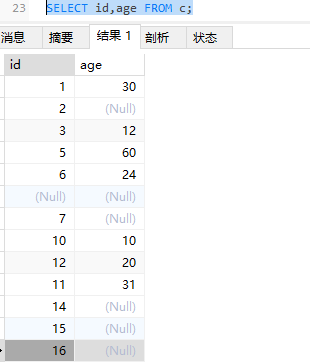 23 SELECT id,age FROM c;
消息 摘要 结果 1 剖析 状态
id age
1 30
2 (Null)
3 12
5 60
6 24
(Null) (Null)
7 (Null)
10 10
12 20
11 31
14 (Null)
15 (Null)
16 (Null)